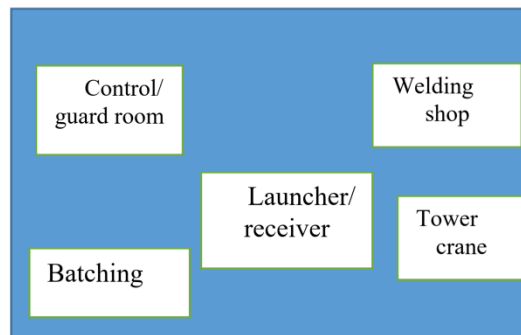 Control/
guard room
Welding
shop
Launcher/
receiver
Tower
crane
Batching